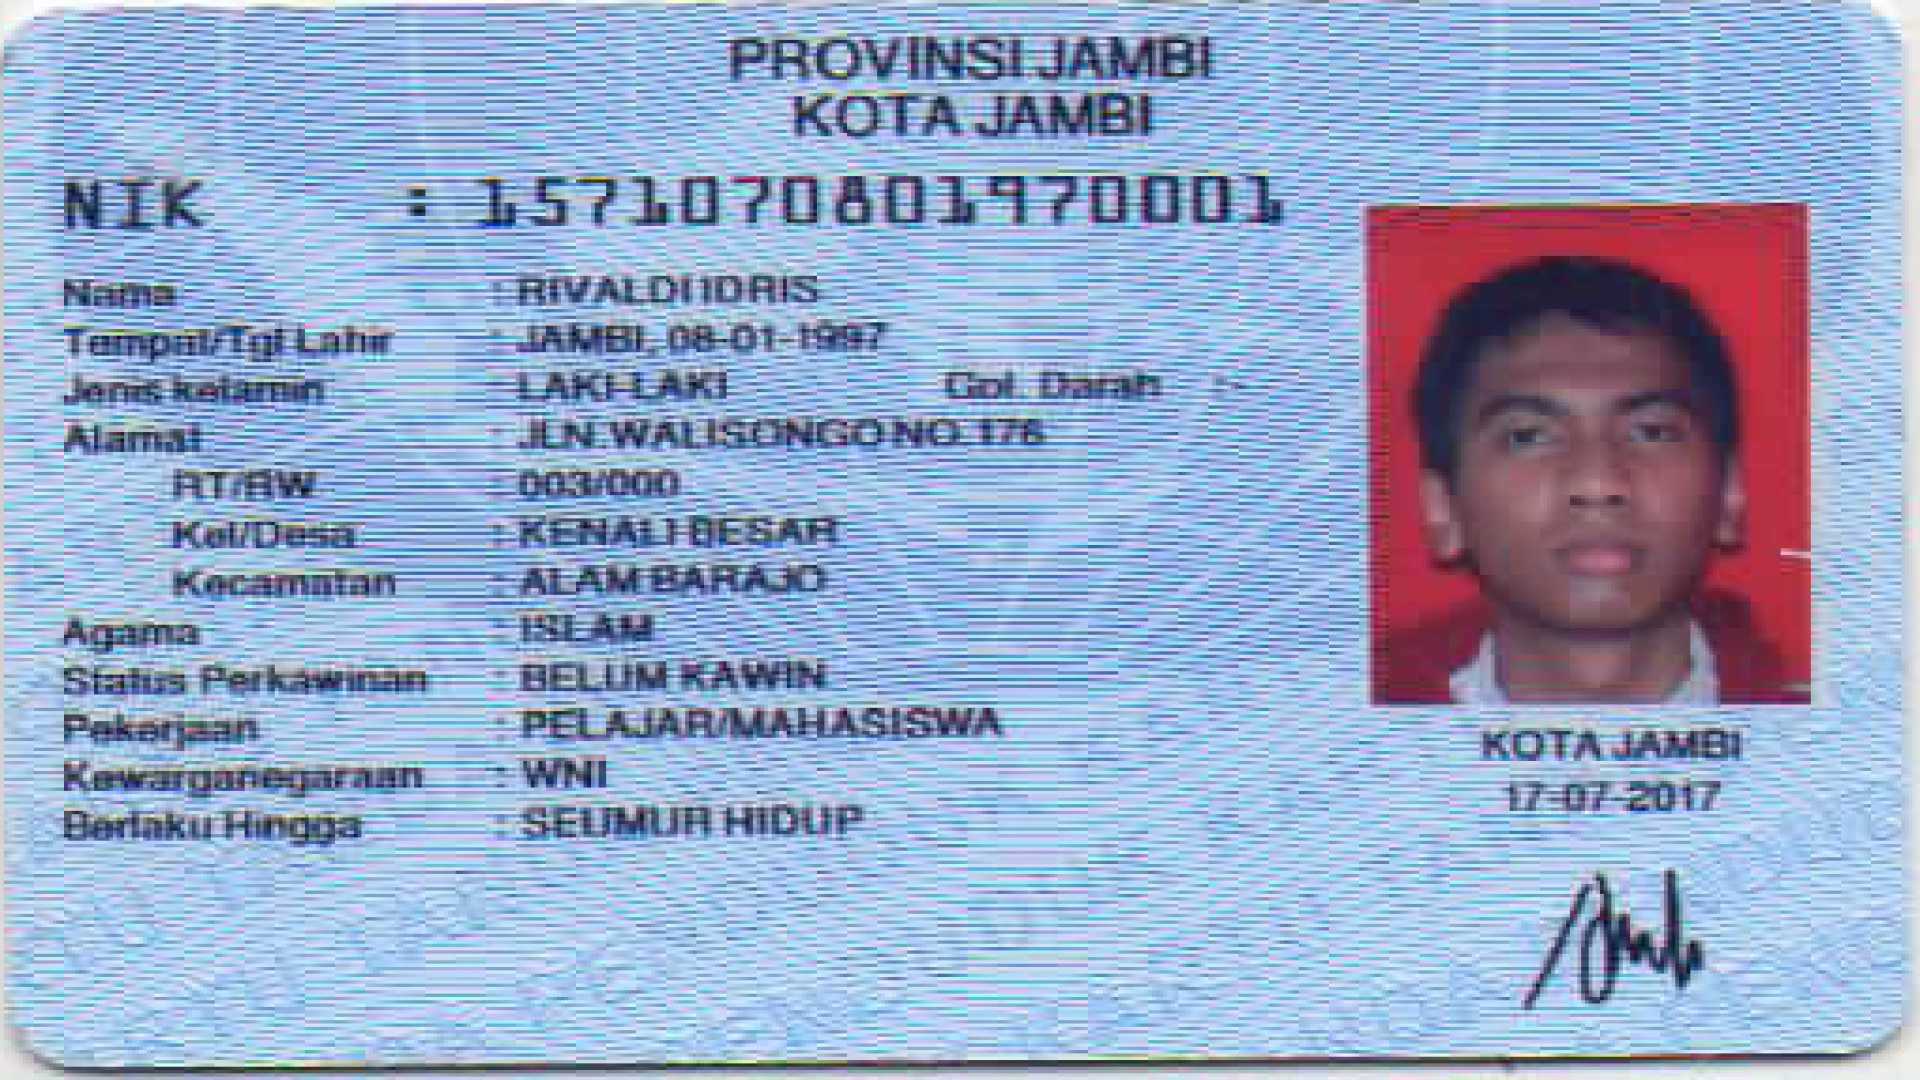 PROVINSI JAMBI
KOTA JAMBI
NIK : 1571070801970001
Nama : RIVALDI IDRIS
Tempat/Tgl Lahir : JAMBI, 08-01-1997
Jenis kelamin : LAKI-LAKI Gol. Darah : -
Alamat : JLN. WALISONGO NO. 176
RT/RW : 003/000
Kel/Desa : KENALI BESAR
Kecamatan : ALAM BARAJO
Agama : ISLAM
Status Perkawinan : BELUM KAWIN
Pekerjaan : PELAJAR/MAHASISWA
Kewarganegaraan : WNI
Berlaku Hingga : SEUMUR HIDUP
KOTA JAMBI
17-07-2017